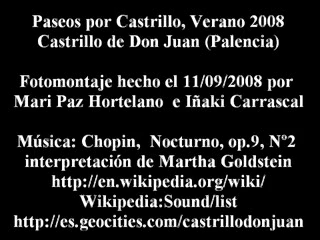 Paseos por Castrillo, Verano 2008
Castrillo de Don Juan (Palencia)
Fotomontaje hecho el 11/09/2008 por
Mari Paz Hortelano e Iñaki Carrascal
Música: Chopin, Nocturno, op.9, Nº2
interpretación de Martha Goldstein
http://en.wikipedia.org/wiki/
Wikipedia:Sound/list
http://es.geocities.com/castrillodonjuan